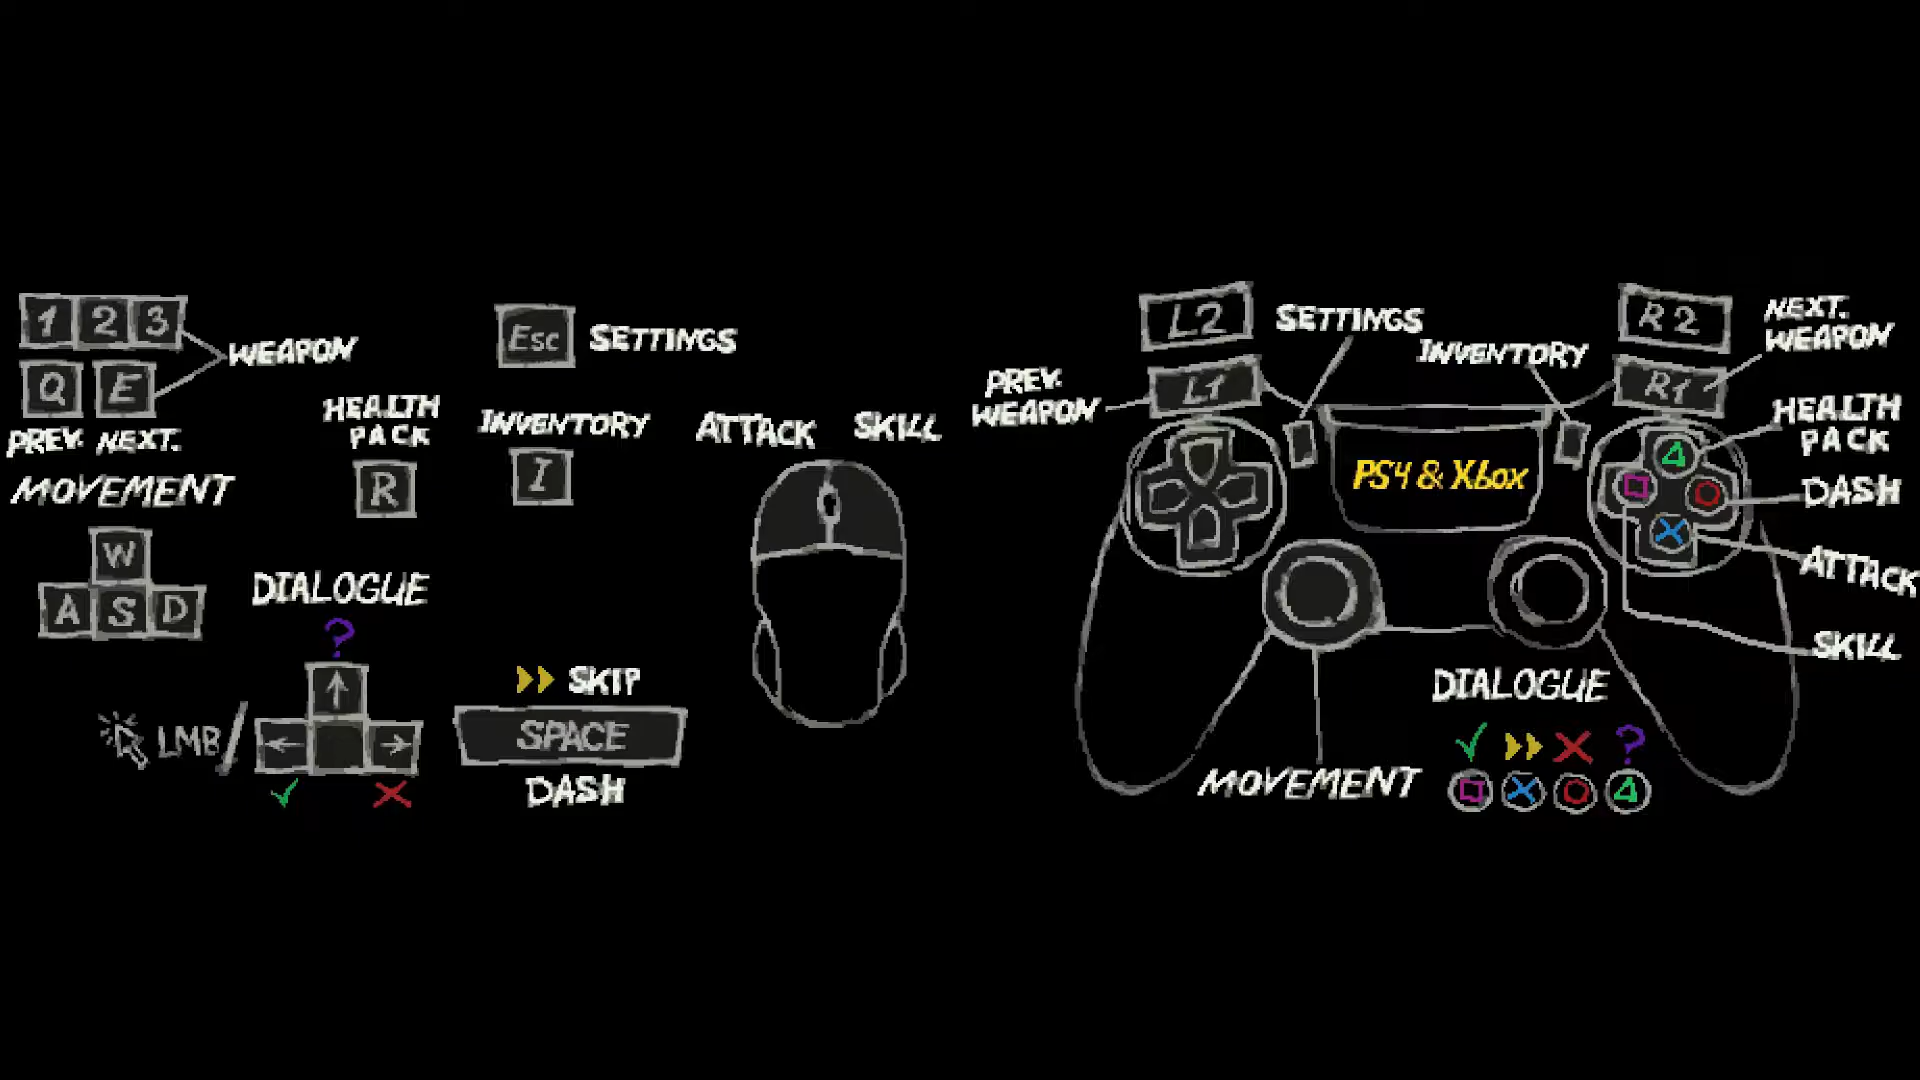 1 2 3
WEAPON
Q E
PREV. NEXT.
MOVEMENT
W
A S D
HEALTH
PACK
R
Esc SETTINGS
INVENTORY
I
DIALOGUE
?
↑
LMB/ ← →
✓ ✕
SKIP
SPACE
DASH
ATTACK SKILL
L2
SETTINGS
INVENTORY
R2
NEXT.
WEAPON
PREV.
WEAPON
L1
R1
PS4 & Xbox
HEALTH
PACK
DASH
ATTACK
SKILL
MOVEMENT
DIALOGUE
✓ ✕ ?